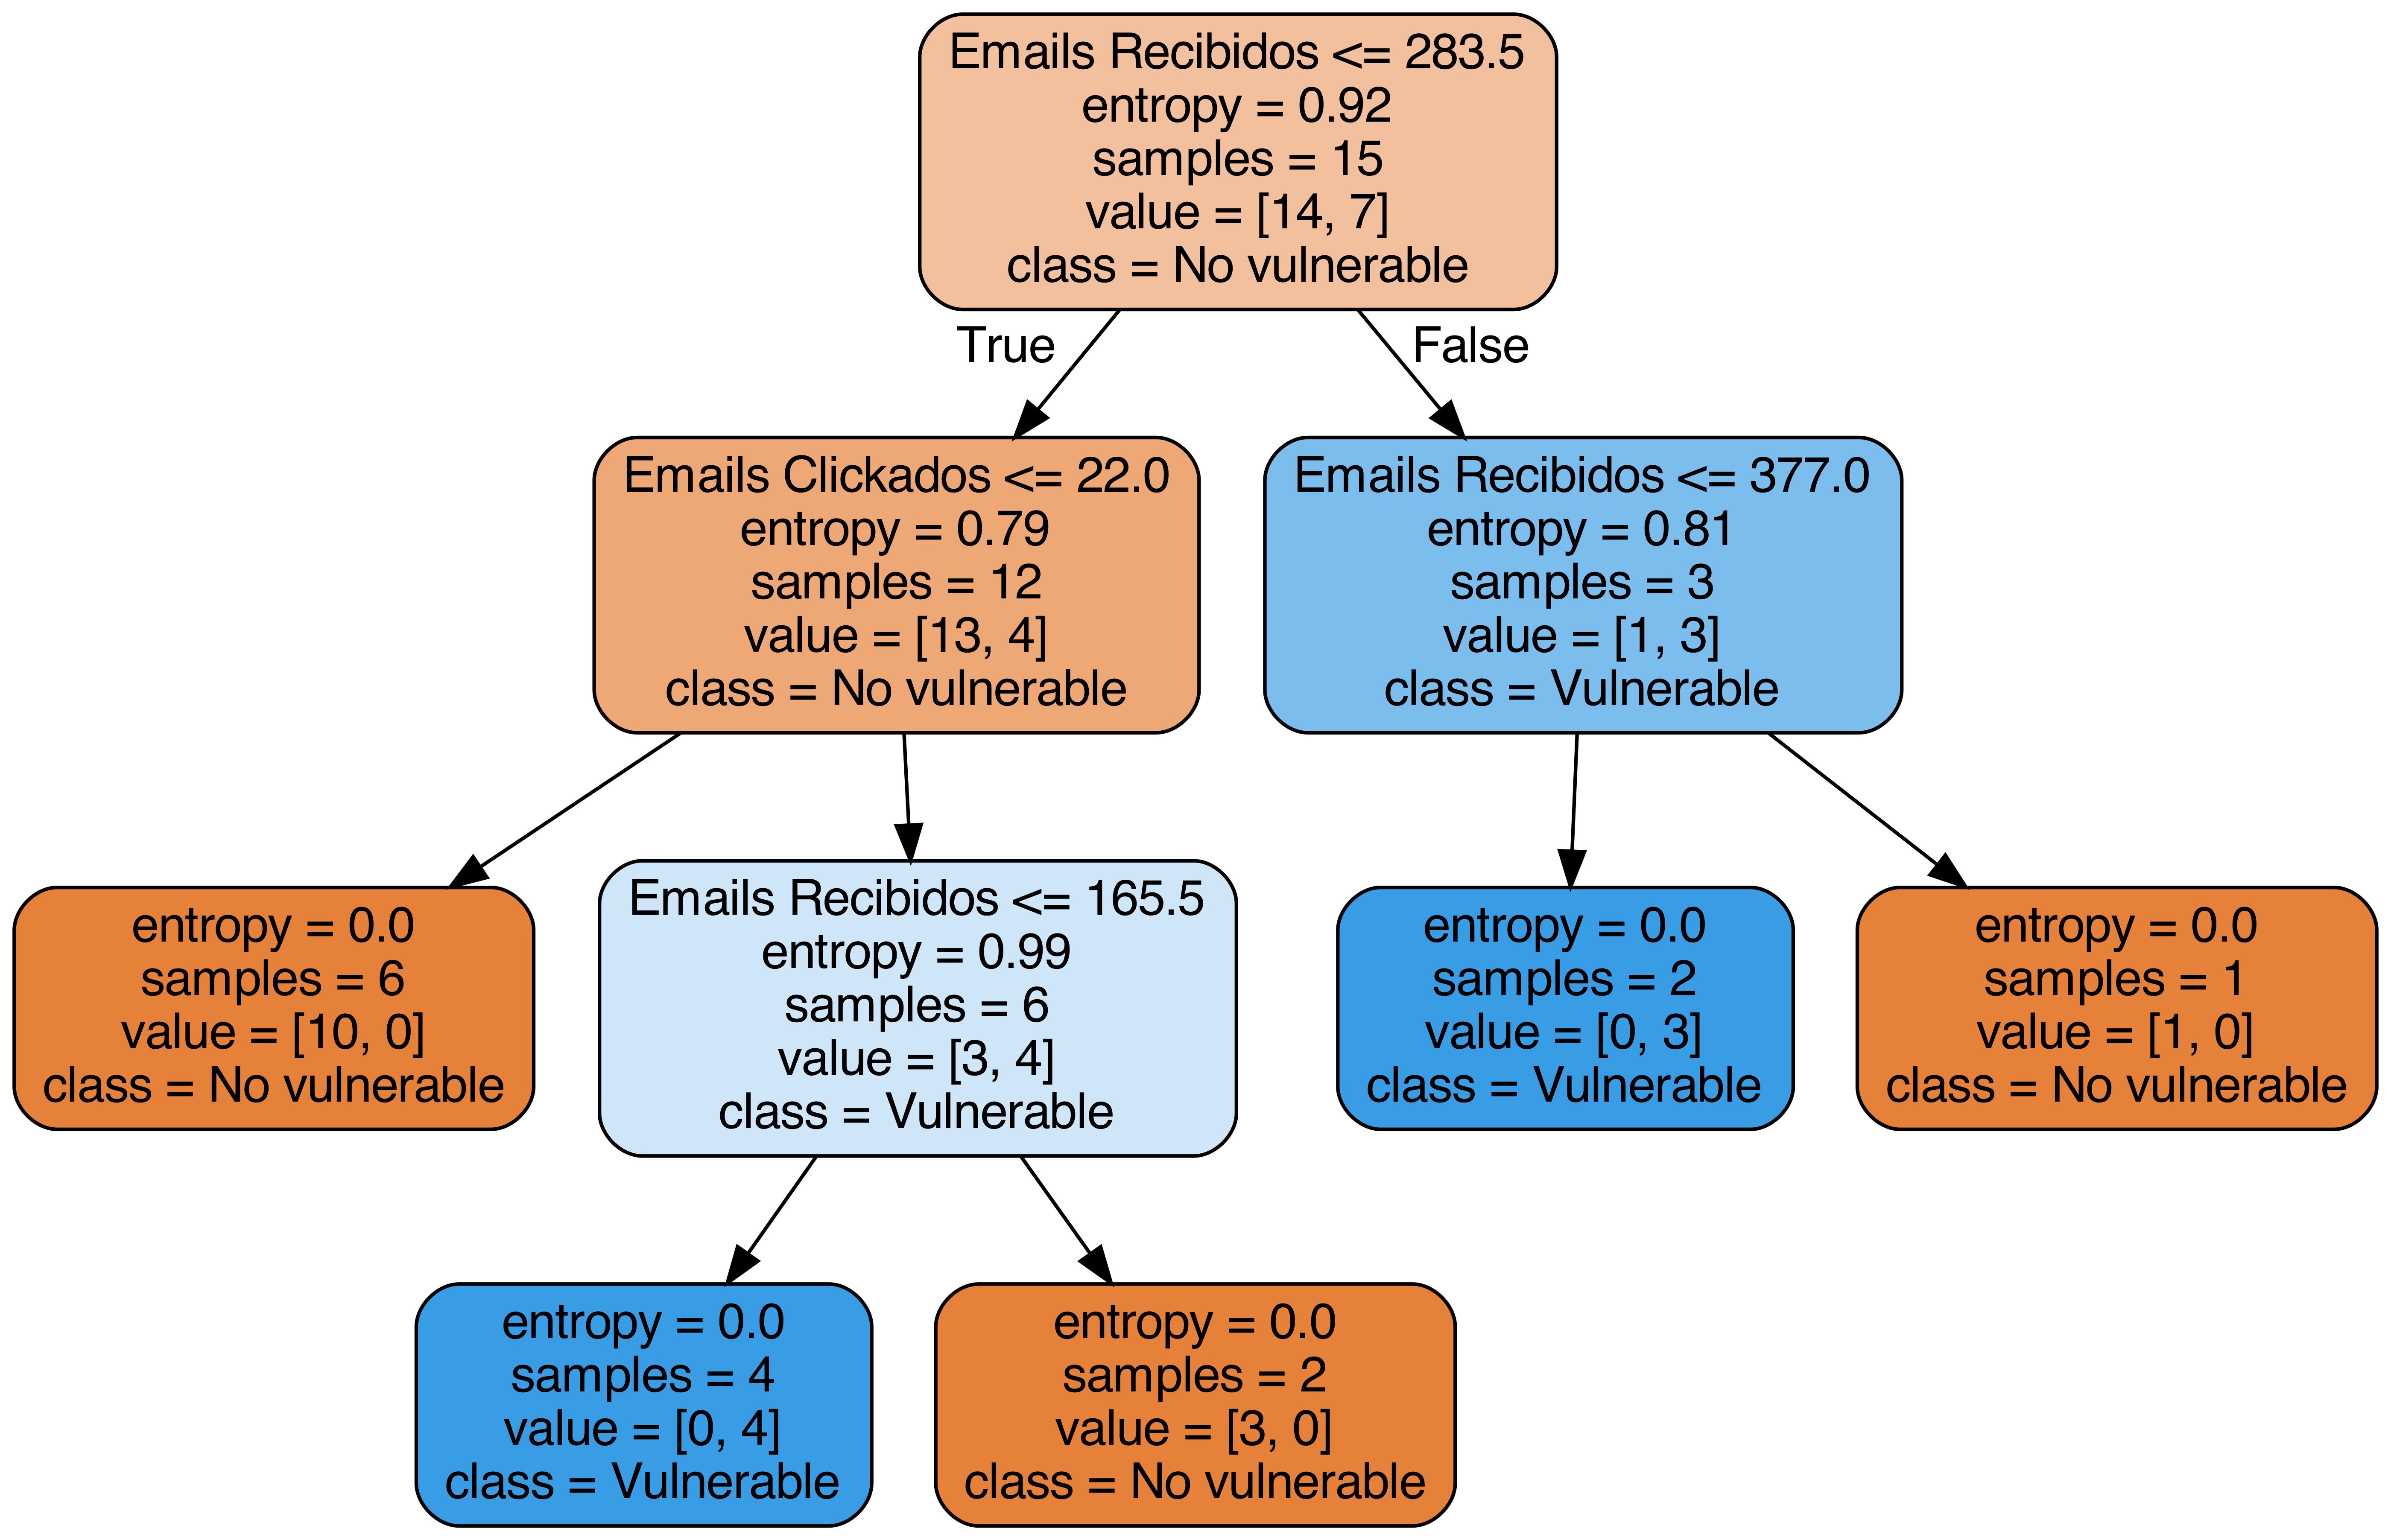 Emails Recibidos <= 283.5
entropy = 0.92
samples = 15
value = [14, 7]
class = No vulnerable
True
False
Emails Clickados <= 22.0
entropy = 0.79
samples = 12
value = [13, 4]
class = No vulnerable
Emails Recibidos <= 377.0
entropy = 0.81
samples = 3
value = [1, 3]
class = Vulnerable
entropy = 0.0
samples = 6
value = [10, 0]
class = No vulnerable
Emails Recibidos <= 165.5
entropy = 0.99
samples = 6
value = [3, 4]
class = Vulnerable
entropy = 0.0
samples = 2
value = [0, 3]
class = Vulnerable
entropy = 0.0
samples = 1
value = [1, 0]
class = No vulnerable
entropy = 0.0
samples = 4
value = [0, 4]
class = Vulnerable
entropy = 0.0
samples = 2
value = [3, 0]
class = No vulnerable